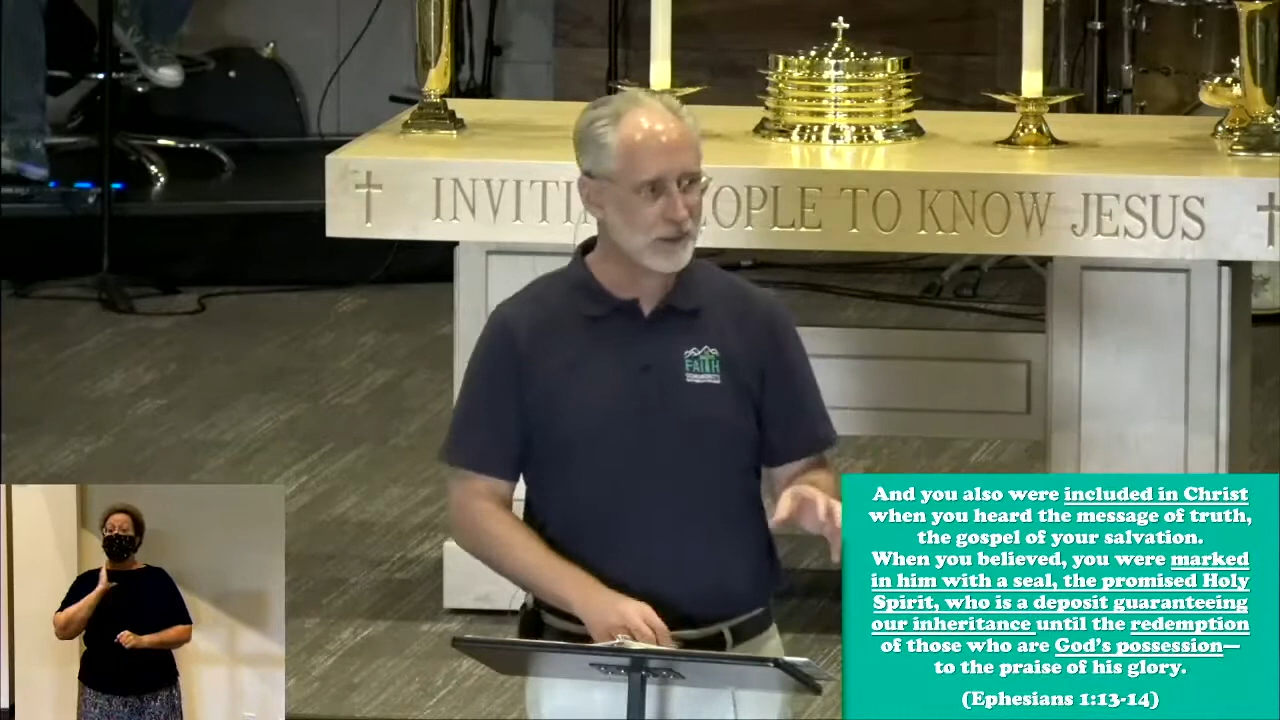 INVITI OPLE TO KNOW JESUS
FAITH
And you also were included in Christ
when you heard the message of truth,
the gospel of your salvation.
When you believed, you were marked
in him with a seal, the promised Holy
Spirit, who is a deposit guaranteeing
our inheritance until the redemption
of those who are God's possession—
to the praise of his glory.
(Ephesians 1:13-14)